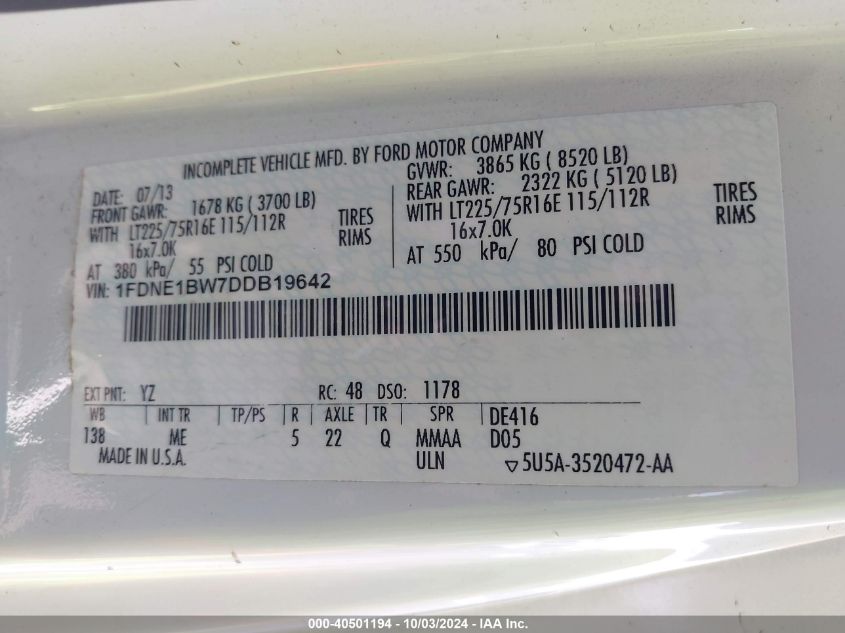 INCOMPLETE VEHICLE MFD. BY FORD MOTOR COMPANY
DATE: 07/13
FRONT GAWR: 1678 KG ( 3700 LB)
WITH LT225/75R16E 115/112R TIRES
16x7.0K RIMS
AT 380 kPa/ 55 PSI COLD
GVWR: 3865 KG ( 8520 LB)
REAR GAWR: 2322 KG ( 5120 LB)
WITH LT225/75R16E 115/112R TIRES
16x7.0K RIMS
AT 550 kPa/ 80 PSI COLD
VIN: 1FDNE1BW7DDB19642
EXT PNT: YZ RC: 48 DSO: 1178
WB INT TR TP/PS R AXLE TR SPR DE416
138 ME 5 22 Q MMAA D05
MADE IN U.S.A. ULN ▽5U5A-3520472-AA
000-40501194 - 10/03/2024 - IAA Inc.